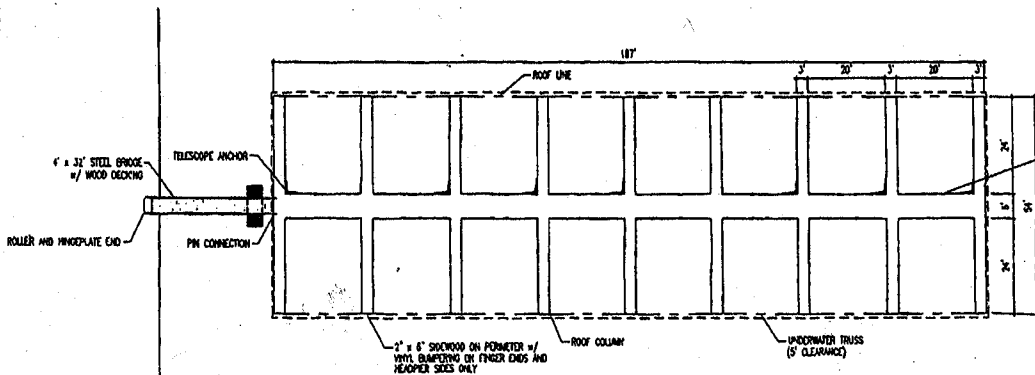 187'
3'
20'
3'
20'
3'
ROOF LINE
TELESCOPE ANCHOR
4' x 32' STEEL BRIDGE
w/ WOOD DECKING
24'
6'
54'
24'
ROLLER AND HINGEPLATE END
PIN CONNECTION
2" x 6" SIDEWOOD ON PERIMETER w/
VINYL BUMPERING ON FINGER ENDS AND
HEADPIER SIDES ONLY
ROOF COLUMN
UNDERWATER TRUSS
(5' CLEARANCE)